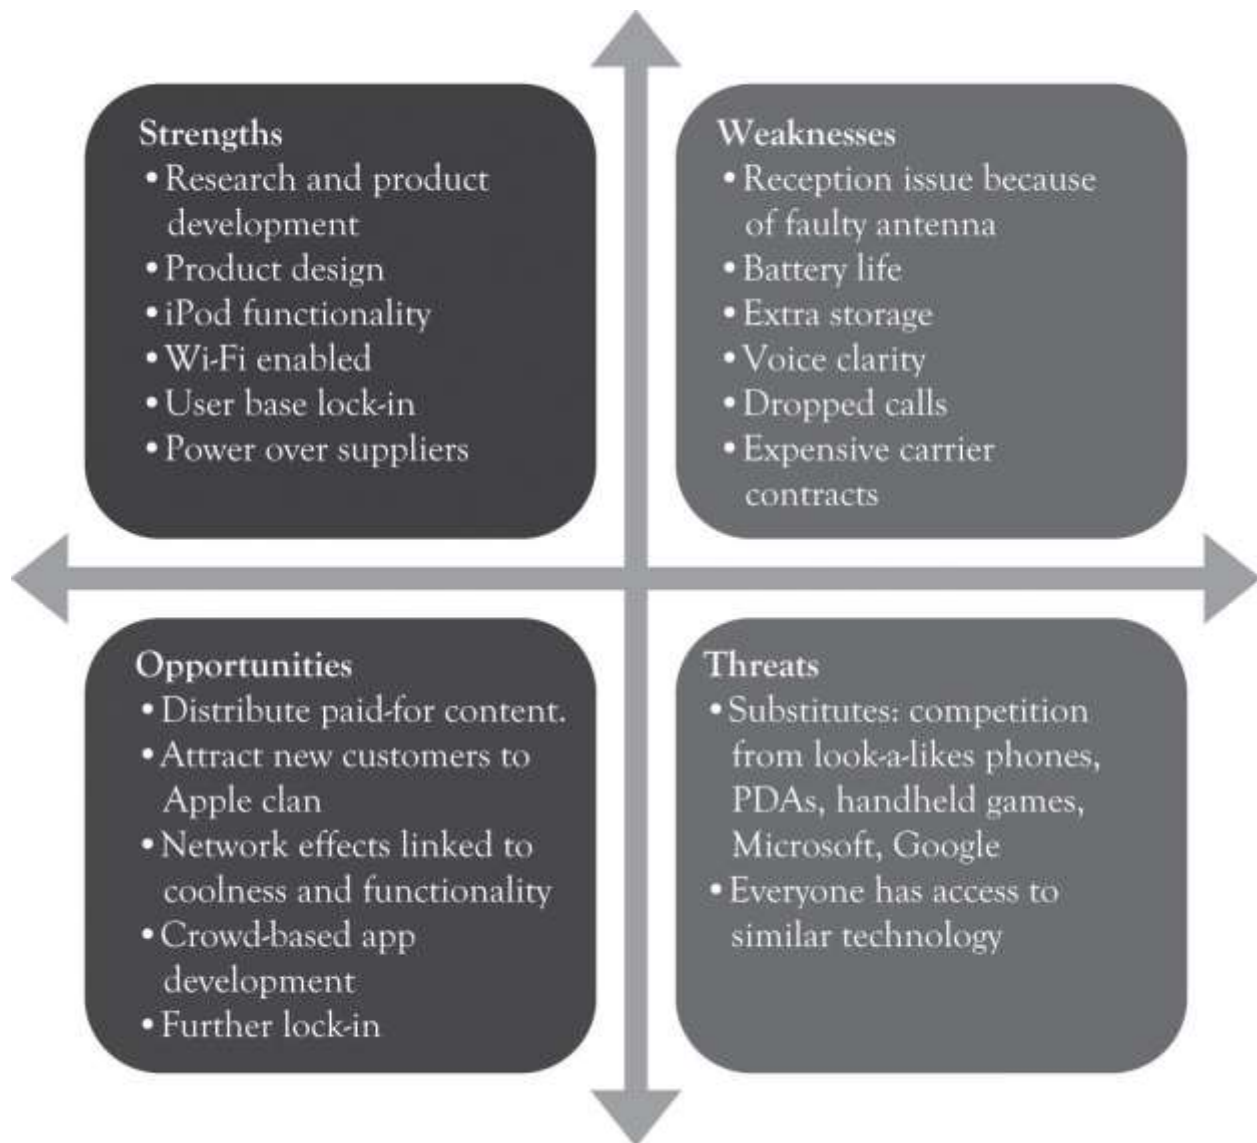 Strengths
• Research and product
development
• Product design
• iPod functionality
• Wi-Fi enabled
• User base lock-in
• Power over suppliers
Weaknesses
• Reception issue because
of faulty antenna
• Battery life
• Extra storage
• Voice clarity
• Dropped calls
• Expensive carrier
contracts
Opportunities
• Distribute paid-for content.
• Attract new customers to
Apple clan
• Network effects linked to
coolness and functionality
• Crowd-based app
development
• Further lock-in
Threats
• Substitutes: competition
from look-a-likes phones,
PDAs, handheld games,
Microsoft, Google
• Everyone has access to
similar technology